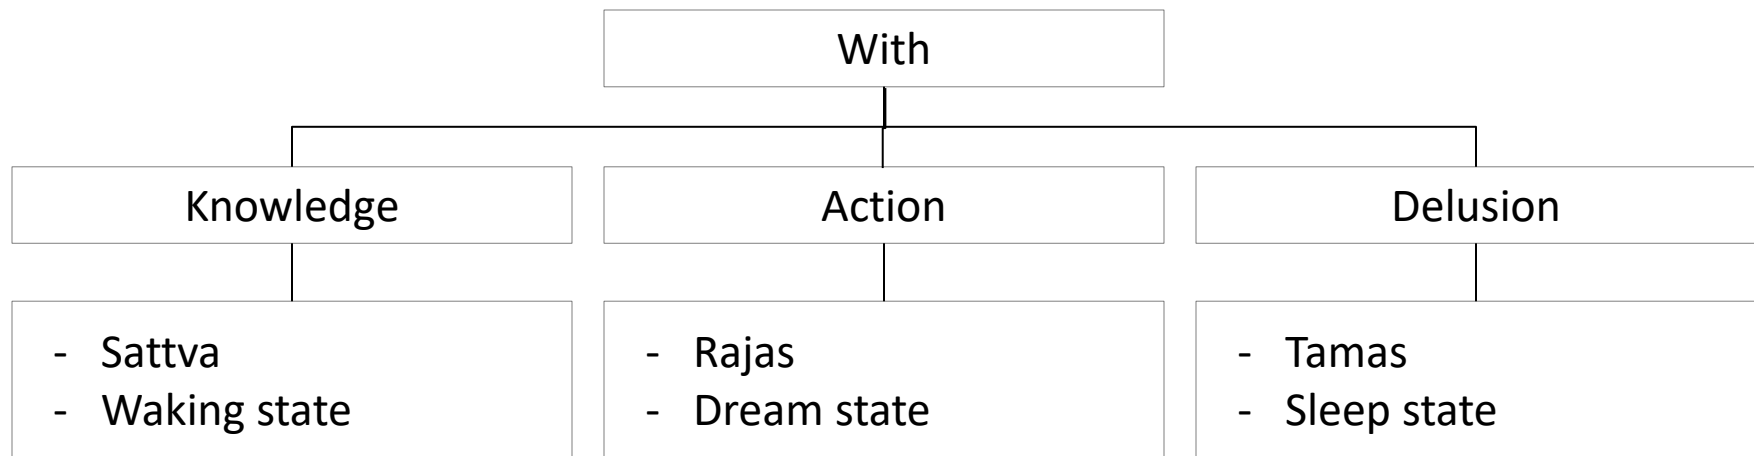 With
Knowledge
Action
Delusion
- Sattva
- Waking state
- Rajas
- Dream state
- Tamas
- Sleep state